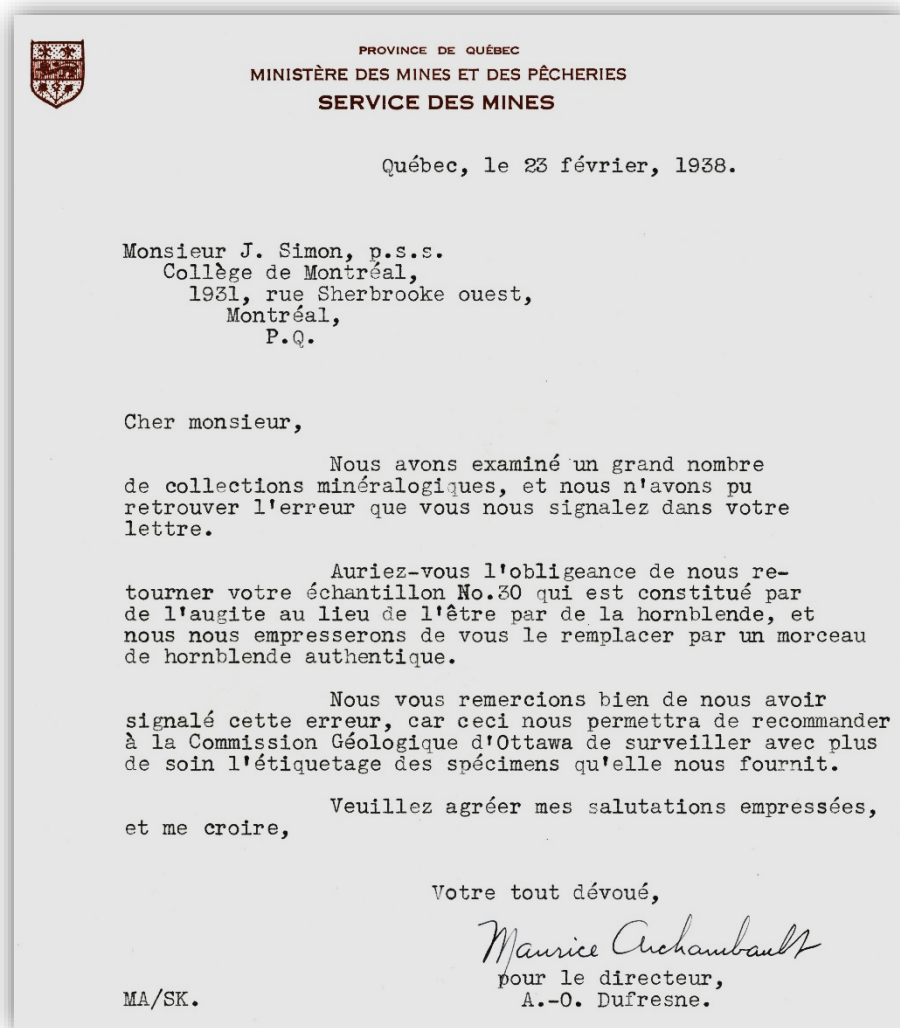 PROVINCE DE QUÉBEC
MINISTÈRE DES MINES ET DES PÊCHERIES
SERVICE DES MINES
Québec, le 23 février, 1938.
Monsieur J. Simon, p.s.s.
Collège de Montréal,
1931, rue Sherbrooke ouest,
Montréal,
P.Q.
Cher monsieur,
Nous avons examiné un grand nombre
de collections minéralogiques, et nous n'avons pu
retrouver l'erreur que vous nous signalez dans votre
lettre.
Auriez-vous l'obligeance de nous re-
tourner votre échantillon No.30 qui est constitué par
de l'augite au lieu de l'être par de la hornblende, et
nous nous empresserons de vous le remplacer par un morceau
de hornblende authentique.
Nous vous remercions bien de nous avoir
signalé cette erreur, car ceci nous permettra de recommander
à la Commission Géologique d'Ottawa de surveiller avec plus
de soin l'étiquetage des spécimens qu'elle nous fournit.
Veuillez agréer mes salutations empressées,
et me croire,
Votre tout dévoué,
Maurice Archambault
pour le directeur,
MA/SK. A.-O. Dufresne.